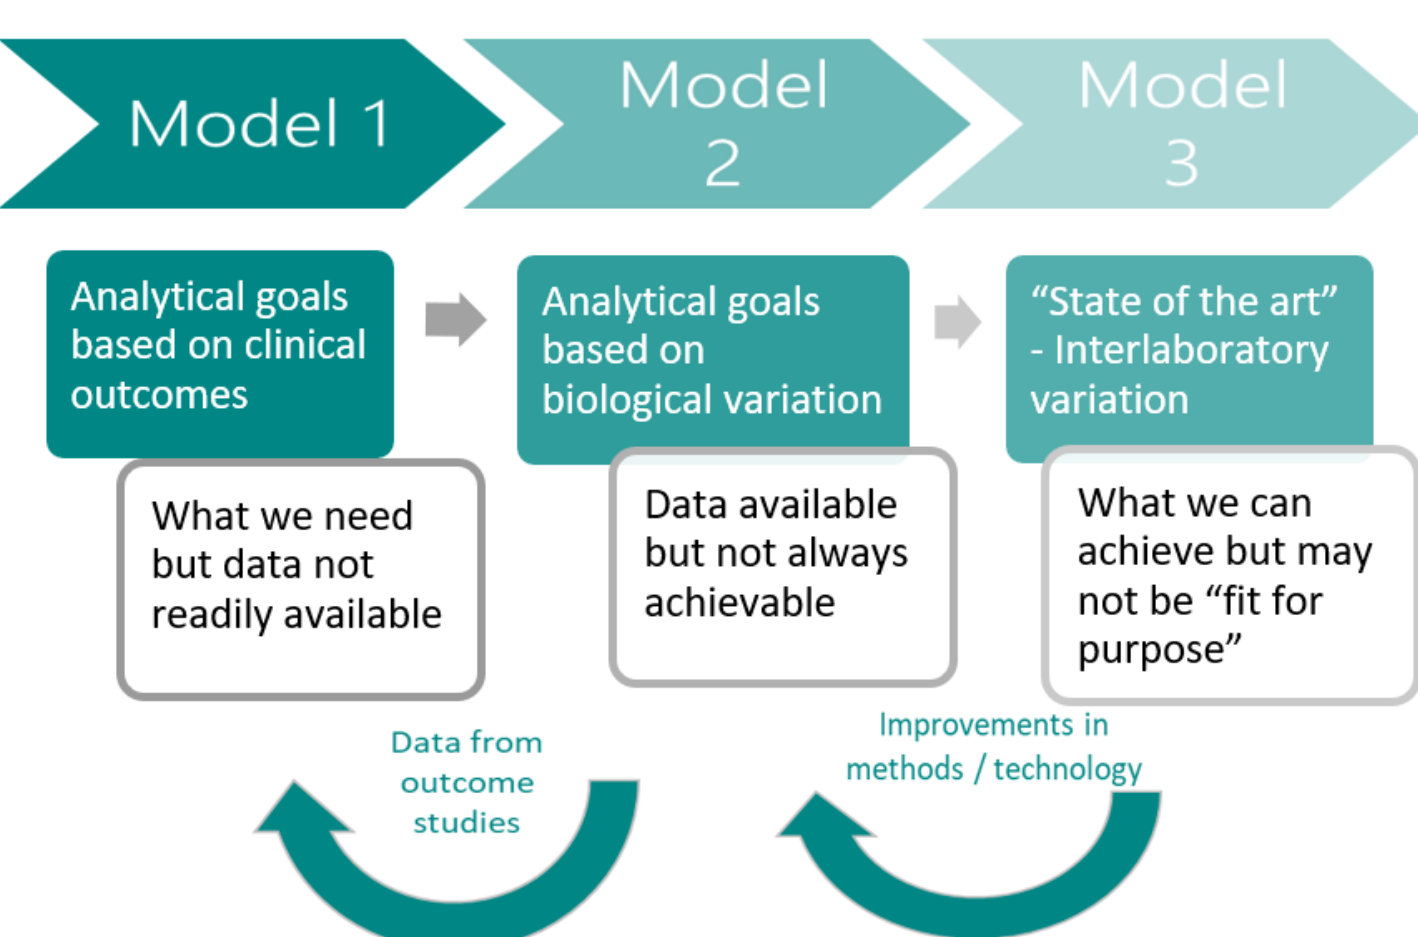 Model 1
Model
2
Model
3
Analytical goals
based on clinical
outcomes
Analytical goals
based on
biological variation
“State of the art”
- Interlaboratory
variation
What we need
but data not
readily available
Data available
but not always
achievable
What we can
achieve but may
not be “fit for
purpose”
Data from
outcome
studies
Improvements in
methods / technology